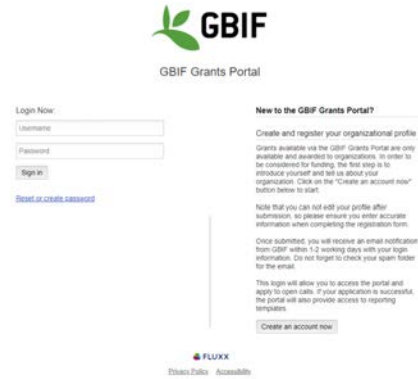 GBIF
GBIF Grants Portal
Login Now:
Username
Password
Sign in
Reset or create password
New to the GBIF Grants Portal?
Create and register your organizational profile
Grants available via the GBIF Grants Portal are only
available and awarded to organizations. In order to
be considered for funding, the first step is to
introduce yourself and tell us about your
organization. Click on the "Create an account now"
button below to start.
Note that you can not edit your profile after
submission, so please ensure you enter accurate
information when completing the registration form.
Once submitted, you will receive an email notification
from GBIF within 1-2 working days with your login
information. Do not forget to check your spam folder
for the email.
This login will allow you to access the portal and
apply to open calls. If your application is successful,
the portal will also provide access to reporting
templates.
Create an account now
FLUXX
Privacy Policy Accessibility